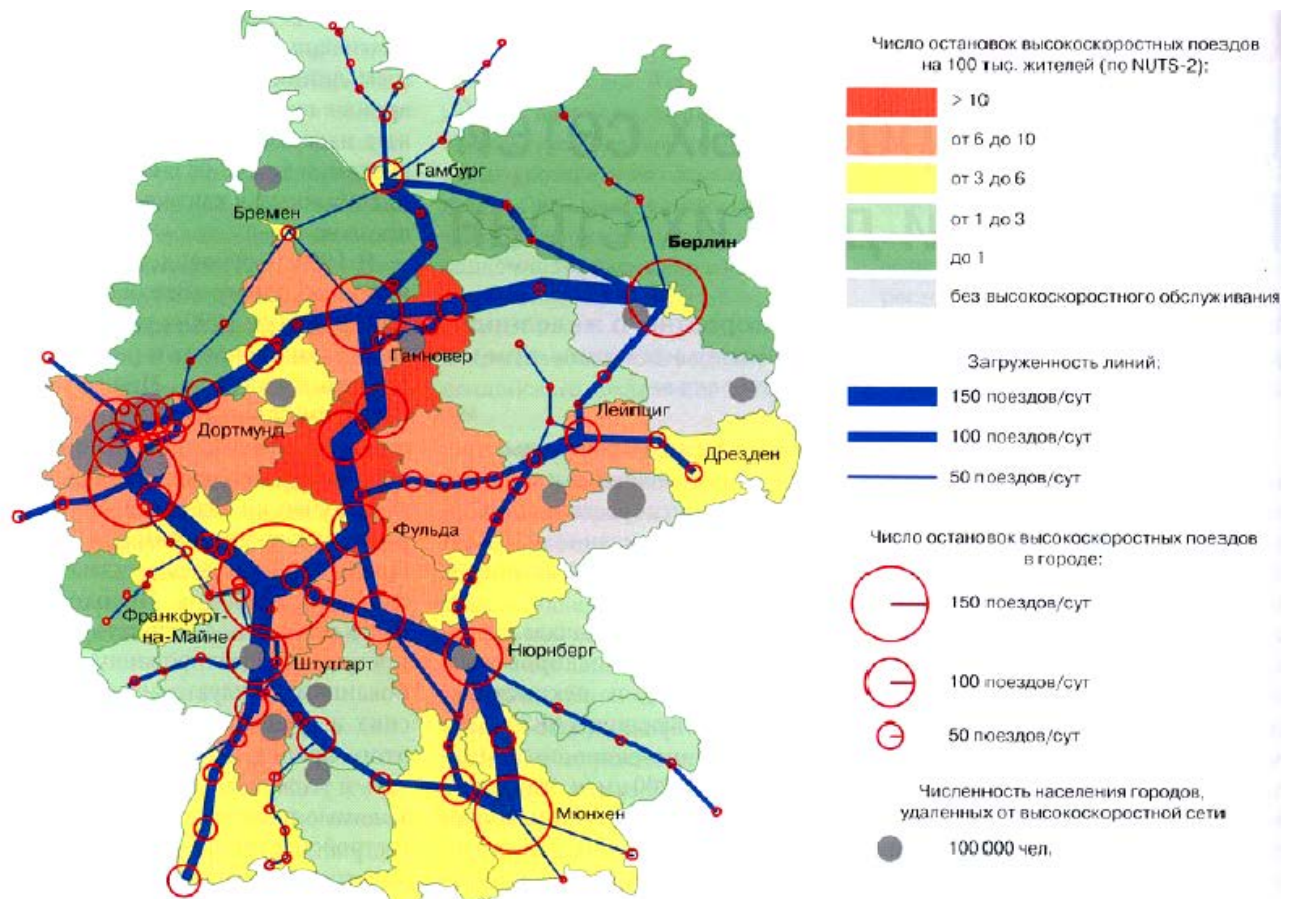 Гамбург
Бремен
Берлин
Ганновер
Лейпциг
Дортмунд
Дрезден
Фульда
Франкфурт-
на-Майне
Штутгарт
Нюрнберг
Мюнхен
Число остановок высокоскоростных поездов
на 100 тыс. жителей (по NUTS-2):
> 10
от 6 до 10
от 3 до 6
от 1 до 3
до 1
без высокоскоростного обслуживания
Загруженность линий:
150 поездов/сут
100 поездов/сут
50 поездов/сут
Число остановок высокоскоростных поездов
в городе:
150 поездов/сут
100 поездов/сут
50 поездов/сут
Численность населения городов,
удаленных от высокоскоростной сети
100 000 чел.